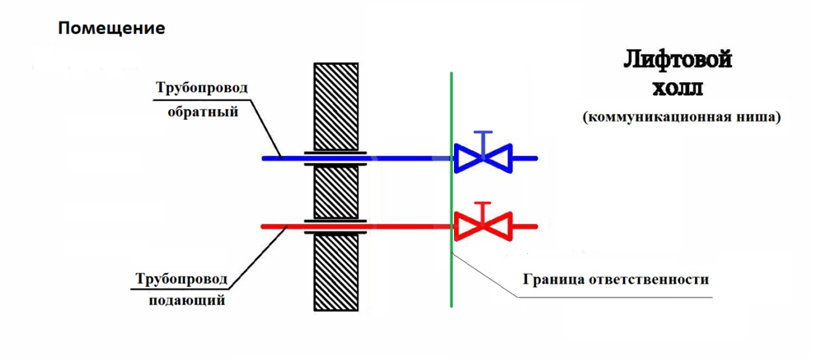 Помещение
Лифтовой
холл
(коммуникационная ниша)
Трубопровод
обратный
Трубопровод
подающий
Граница ответственности